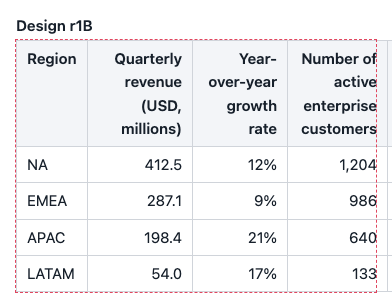 Design r1B
Region Quarterly revenue (USD, millions) Year-over-year growth rate Number of active enterprise customers
NA 412.5 12% 1,204
EMEA 287.1 9% 986
APAC 198.4 21% 640
LATAM 54.0 17% 133